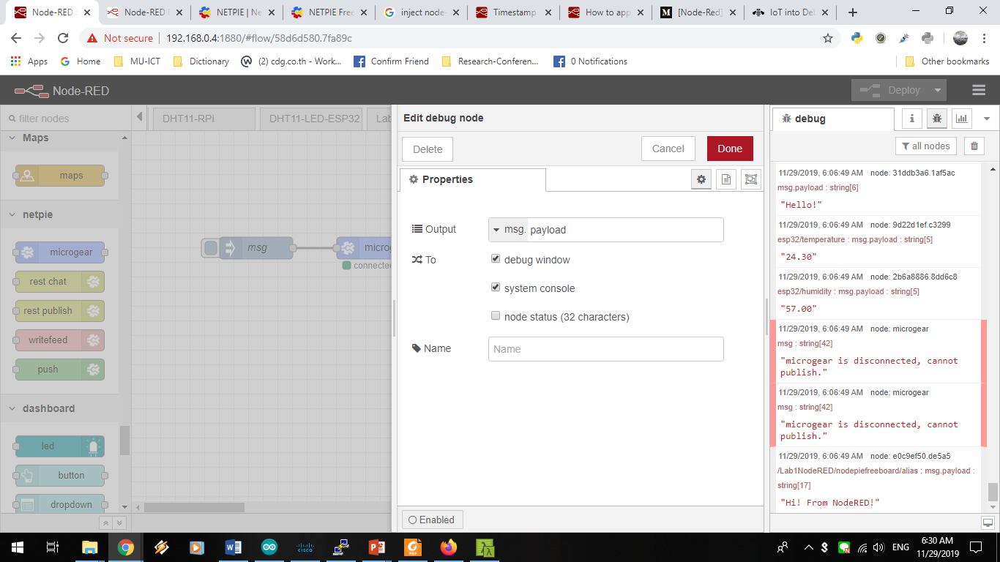 Node-RED :
Node-RED
NETPIE | Ne
NETPIE Free
inject node-
Timestamp
How to app
[Node-Red]
IoT into De
Not secure
192.168.0.4:1880/#flow/58d6d580.7fa89c
Apps
Home
MU-ICT
Dictionary
(2) cdg.co.th - Work...
Confirm Friend
Research-Conferen...
0 Notifications
Other bookmarks
Node-RED
Deploy
filter nodes
DHT11-RPi
DHT11-LED-ESP32
Lab
Maps
maps
netpie
microgear
rest chat
rest publish
writefeed
push
dashboard
led
button
dropdown
msg
microg
connected
Edit debug node
Delete
Cancel
Done
Properties
Output
msg. payload
To
debug window
system console
node status (32 characters)
Name
Name
Enabled
debug
i
all nodes
11/29/2019, 6:06:49 AM node: 31ddb3a6.1af5ac
msg.payload : string[6]
"Hello!"
11/29/2019, 6:06:49 AM node: 9d22d1ef.c3299
esp32/temperature : msg.payload : string[5]
"24.30"
11/29/2019, 6:06:49 AM node: 2b6a8886.8dd6c8
esp32/humidity : msg.payload : string[5]
"57.00"
11/29/2019, 6:06:49 AM node: microgear
msg : string[42]
"microgear is disconnected, cannot
publish."
11/29/2019, 6:06:49 AM node: microgear
msg : string[42]
"microgear is disconnected, cannot
publish."
11/29/2019, 6:06:49 AM node: e0c9ef50.de5a5
/Lab1NodeRED/nodepiefreeboard/alias : msg.payload :
string[17]
"Hi! From NodeRED!"
cisco
PDF
ENG
6:30 AM
11/29/2019